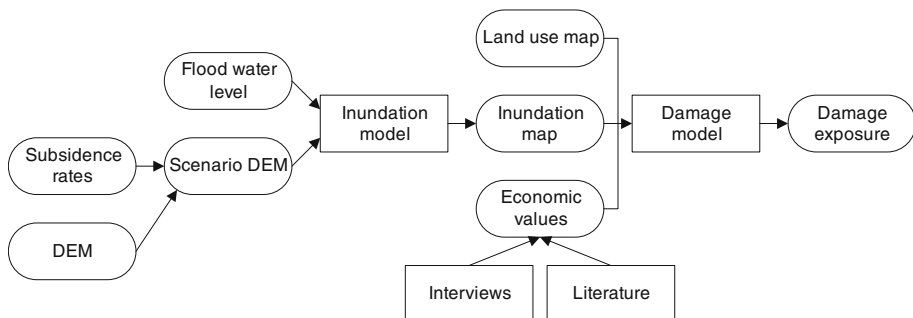 Land use map
Flood water
level
Inundation
model
Inundation
map
Damage
model
Damage
exposure
Subsidence
rates
Scenario DEM
Economic
values
DEM
Interviews
Literature